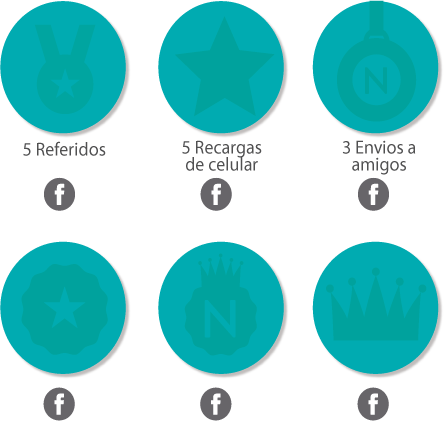 N
5 Referidos
5 Recargas
de celular
3 Envios a
amigos
f
f
f
N
f
f
f